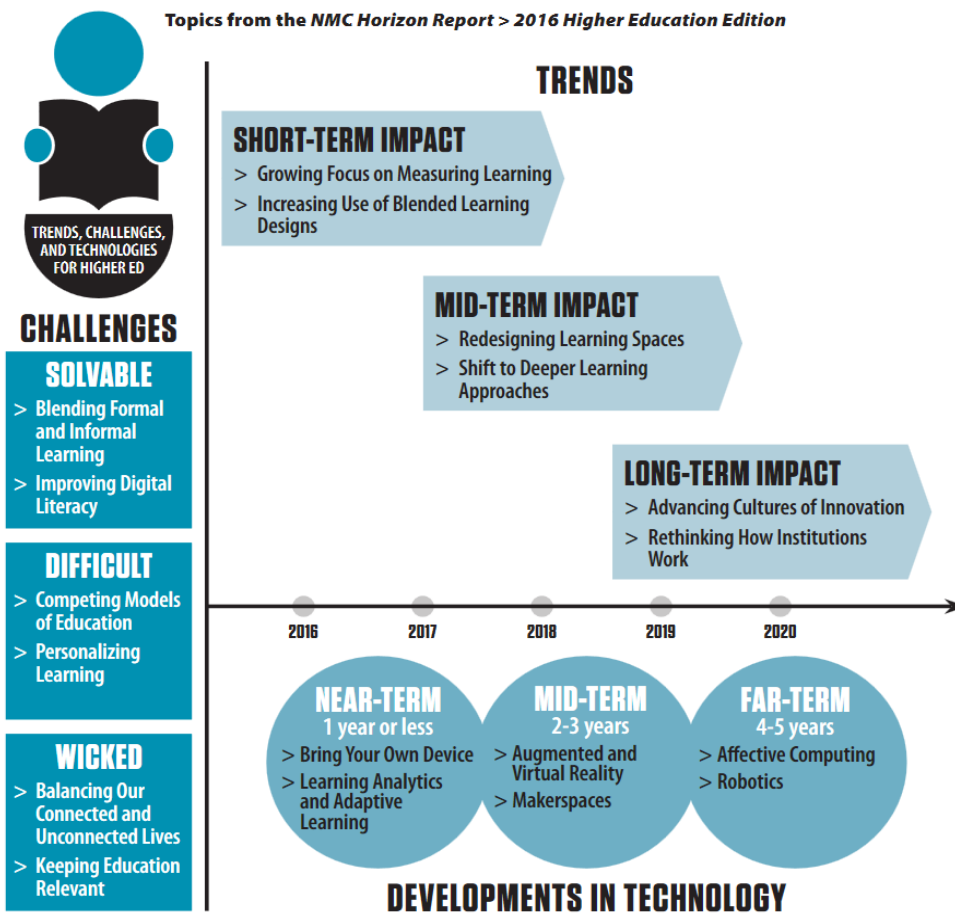 Topics from the NMC Horizon Report > 2016 Higher Education Edition
TRENDS, CHALLENGES,
AND TECHNOLOGIES
FOR HIGHER ED
CHALLENGES
SOLVABLE
> Blending Formal
and Informal
Learning
> Improving Digital
Literacy
DIFFICULT
> Competing Models
of Education
> Personalizing
Learning
WICKED
> Balancing Our
Connected and
Unconnected Lives
> Keeping Education
Relevant
TRENDS
SHORT-TERM IMPACT
> Growing Focus on Measuring Learning
> Increasing Use of Blended Learning
Designs
MID-TERM IMPACT
> Redesigning Learning Spaces
> Shift to Deeper Learning
Approaches
LONG-TERM IMPACT
> Advancing Cultures of Innovation
> Rethinking How Institutions
Work
2016 2017 2018 2019 2020
NEAR-TERM
1 year or less
> Bring Your Own Device
> Learning Analytics
and Adaptive
Learning
MID-TERM
2-3 years
> Augmented and
Virtual Reality
> Makerspaces
FAR-TERM
4-5 years
> Affective Computing
> Robotics
DEVELOPMENTS IN TECHNOLOGY